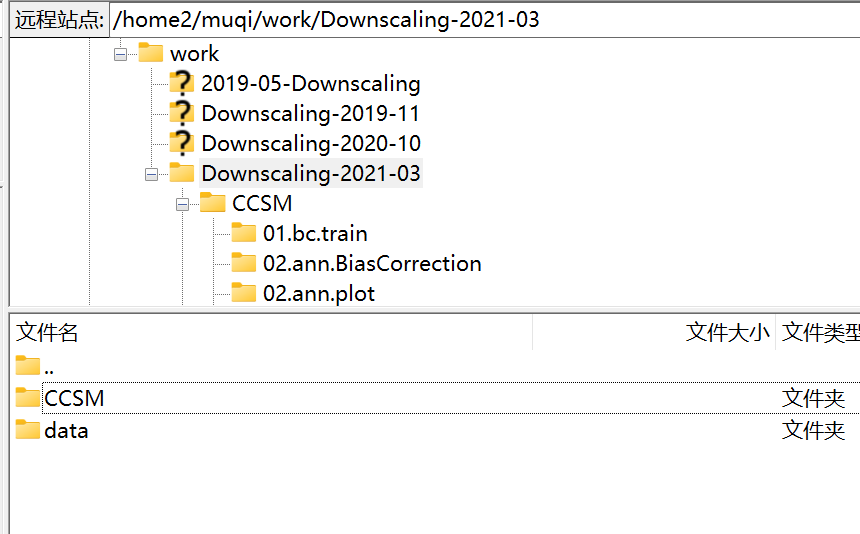 远程站点: /home2/muqi/work/Downscaling-2021-03
work
2019-05-Downscaling
Downscaling-2019-11
Downscaling-2020-10
Downscaling-2021-03
CCSM
01.bc.train
02.ann.BiasCorrection
02.ann.plot
文件名 文件大小 文件类型
..
CCSM 文件夹
data 文件夹